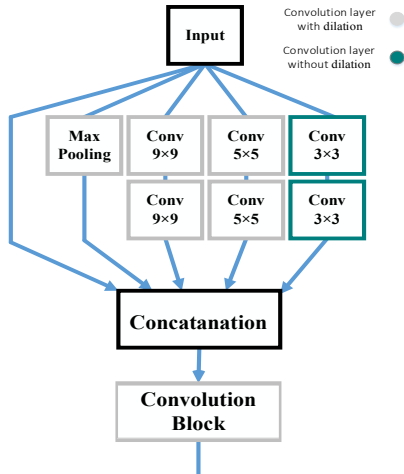 Input
Convolution layer
with dilation
Convolution layer
without dilation
Max
Pooling
Conv
9×9
Conv
5×5
Conv
3×3
Conv
9×9
Conv
5×5
Conv
3×3
Concatanation
Convolution
Block